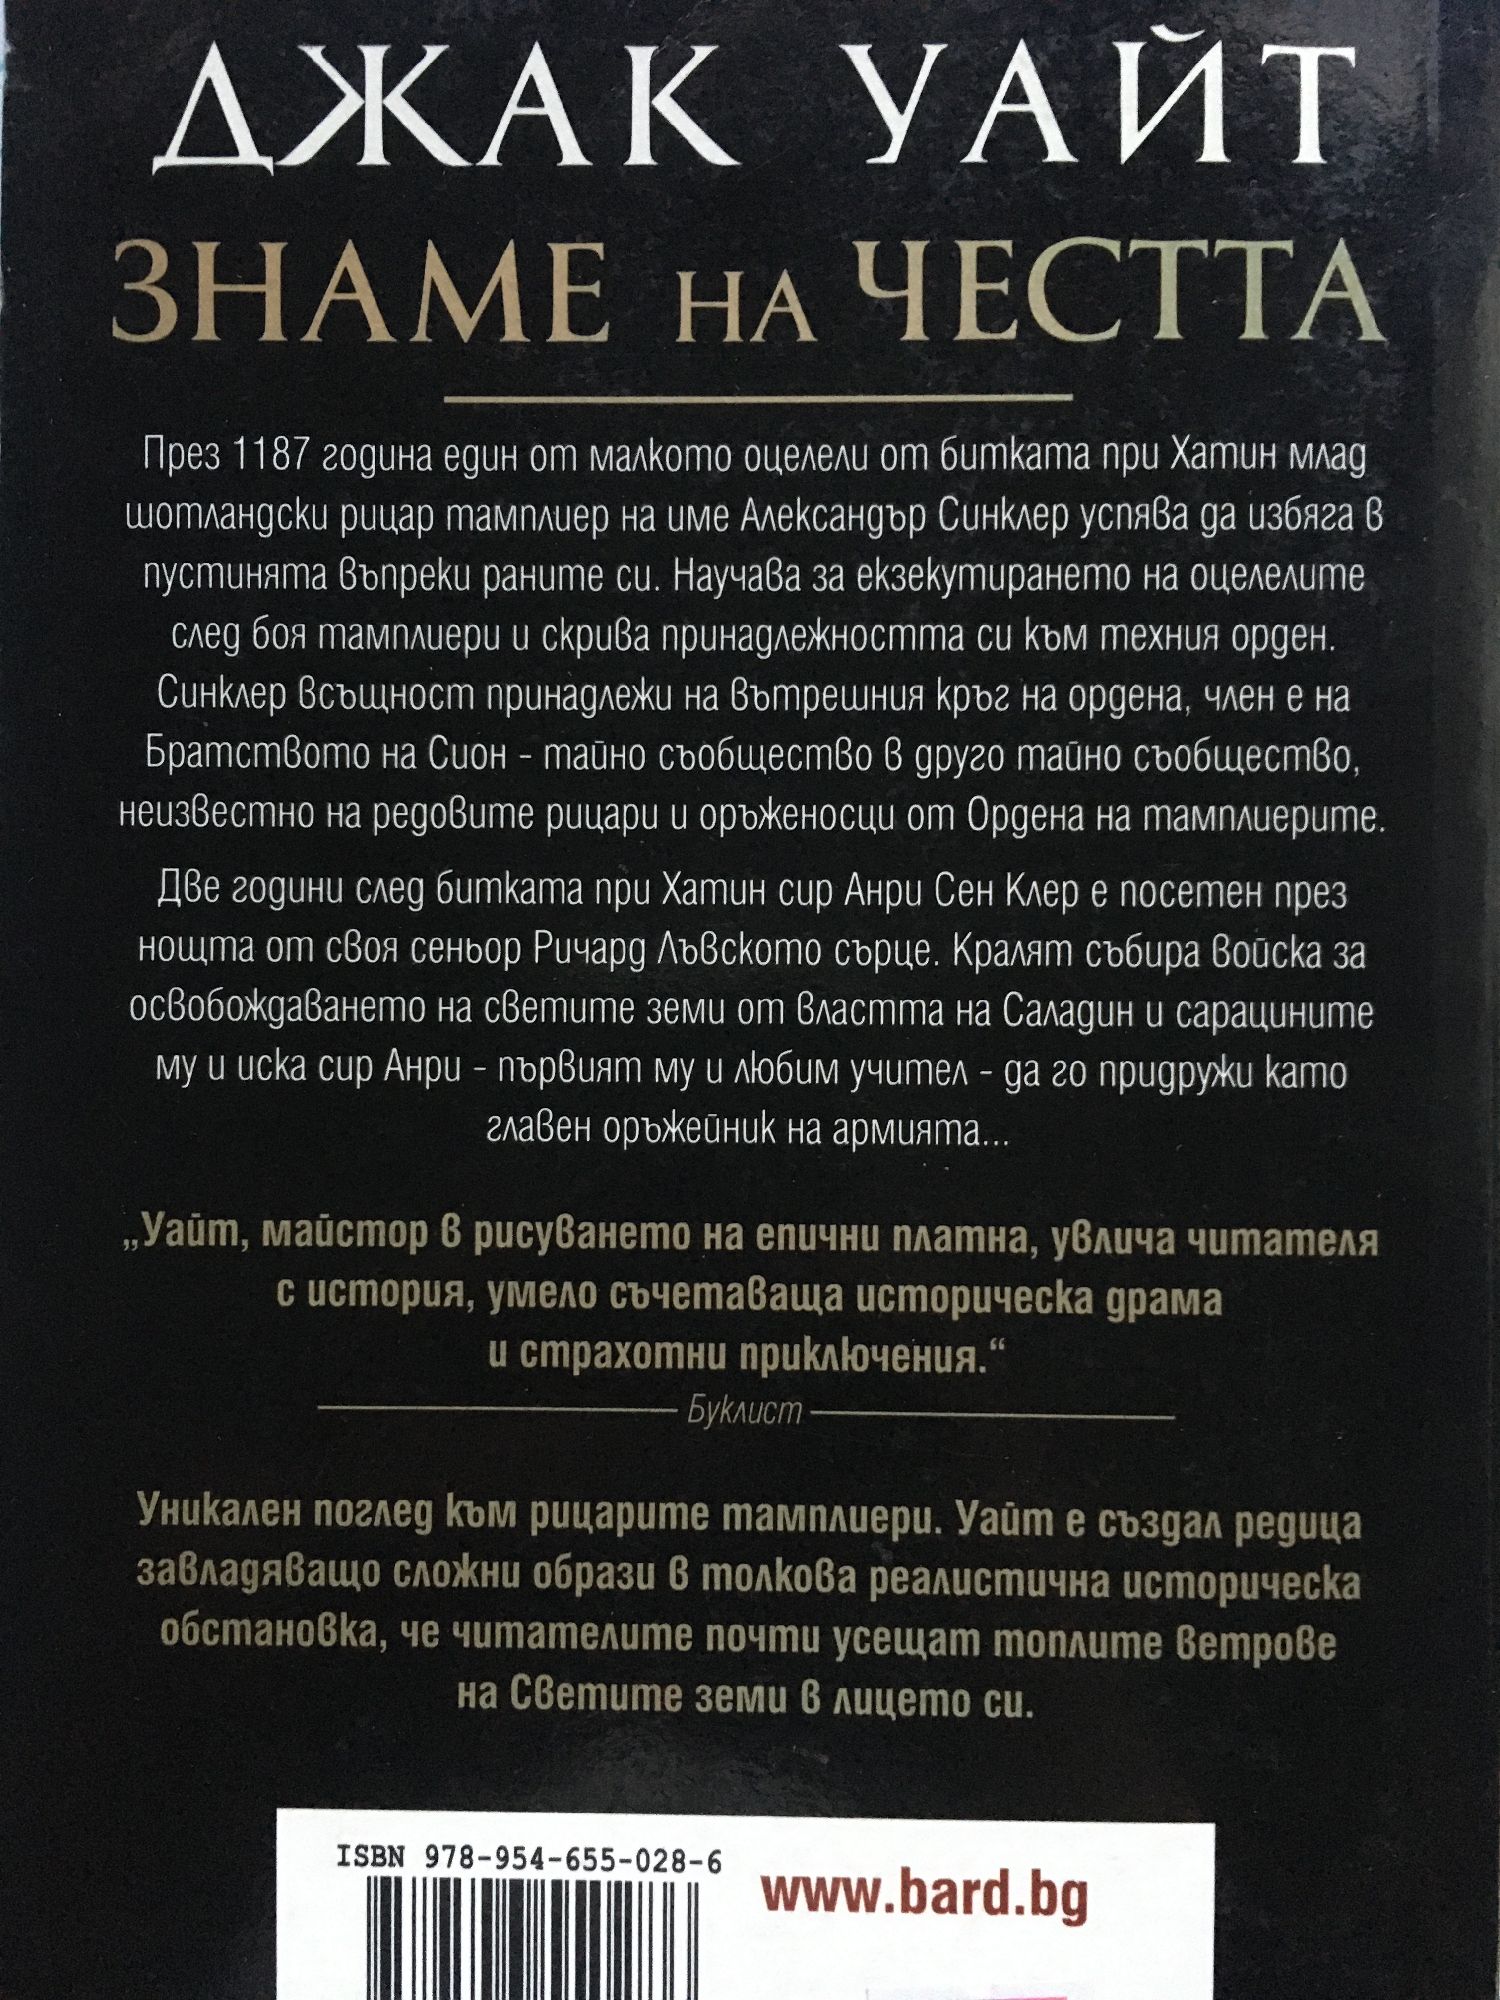 ДЖАК УАЙТ
ЗНАМЕ НА ЧЕСТТА
През 1187 година един от малкото оцелели от битката при Хатин млад
шотландски рицар тамплиер на име Александър Синклер успява да избяга в
пустинята въпреки раните си. Научава за екзекутирането на оцелелите
след боя тамплиери и скрива принадлежността си към техния орден.
Синклер всъщност принадлежи на вътрешния кръг на ордена, член е на
Братството на Сион - тайно съобщество в друго тайно съобщество,
неизвестно на редовите рицари и оръженосци от Ордена на тамплиерите.
Две години след битката при Хатин сир Анри Сен Клер е посетен през
нощта от своя сеньор Ричард Лъвското сърце. Кралят събира войска за
освобождаването на светите земи от властта на Саладин и сарацините
му и иска сир Анри - първият му и любим учител - да го придружи като
главен оръжейник на армията...
„Уайт, майстор в рисуването на епични платна, увлича читателя
с история, умело съчетаваща историческа драма
и страхотни приключения.“
Буклист
Уникален поглед към рицарите тамплиери. Уайт е създал редица
завладяващо сложни образи в толкова реалистична историческа
обстановка, че читателите почти усещат топлите ветрове
на Светите земи в лицето си.
ISBN 978-954-655-028-6
www.bard.bg